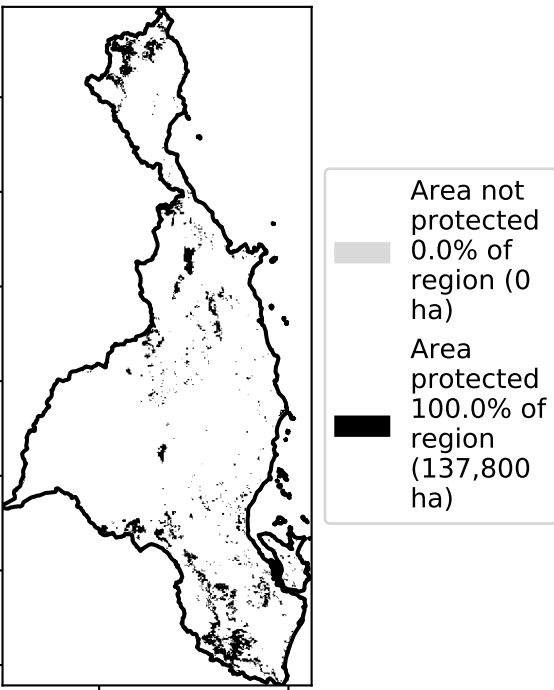 Area not
protected
0.0% of
region (0
ha)
Area
protected
100.0% of
region
(137,800
ha)